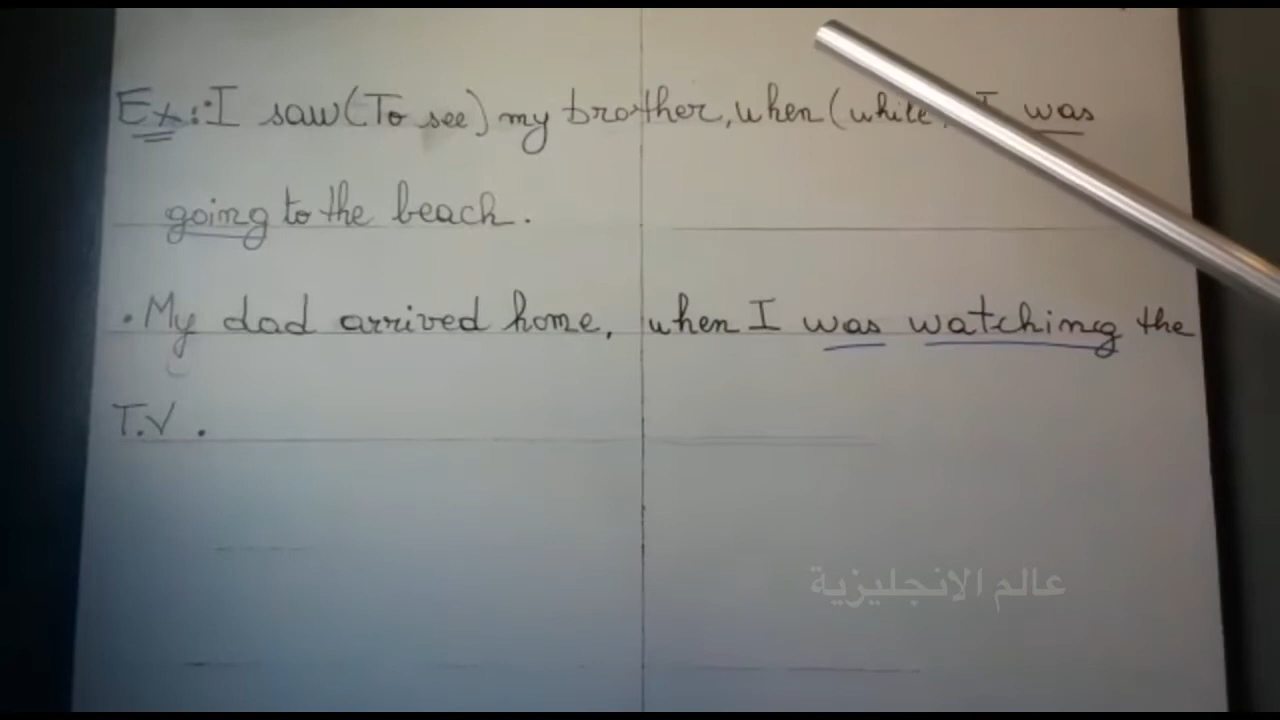 Ex: I saw (To see) my brother, when (while I was
going to the beach.
. My dad arrived home, when I was watching the
T.V.
عالم الانجليزية